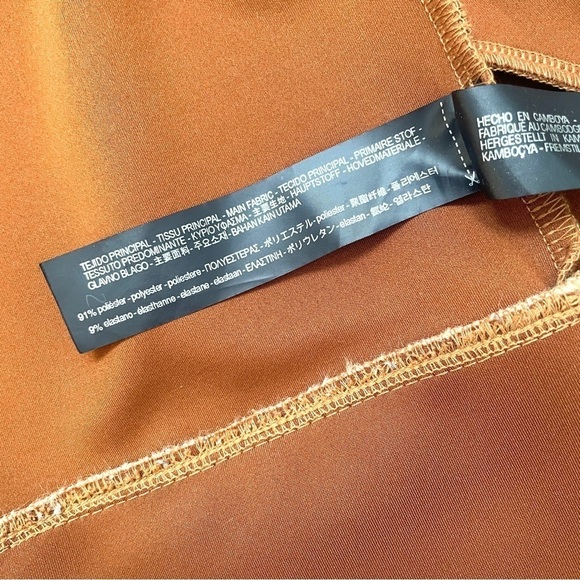 TEJIDO PRINCIPAL - TISSU PRINCIPAL - MAIN FABRIC - TECIDO PRINCIPAL - PRIMAIRE STOF -
TESSUTO PREDOMINANTE - ΚΥΡΙΟ ΥΦΑΣΜΑ - 主要生地 - HAUPTSTOFF - HOVEDMATERIALE -
GLAVNO BLAGO - 主要面料 - 주요소재 - BAHAN KAIN UTAMA
91% poliéster - polyester - polyester - poliestere - ΠΟΛΥΕΣΤΕΡΑΣ - ポリエステル - poliester - 聚酯纤维 - 폴리에스터
9% elastano - élasthanne - elastane - elastan - ΕΛΑΣΤΙΝΗ - ポリウレタン - elastan - 氨纶 - 엘라스탄
HECHO EN CAMBOYA -
FABRIQUÉ AU CAMBODGE
HERGESTELLT IN KAM
KAMBOÇYA - FREMSTIL